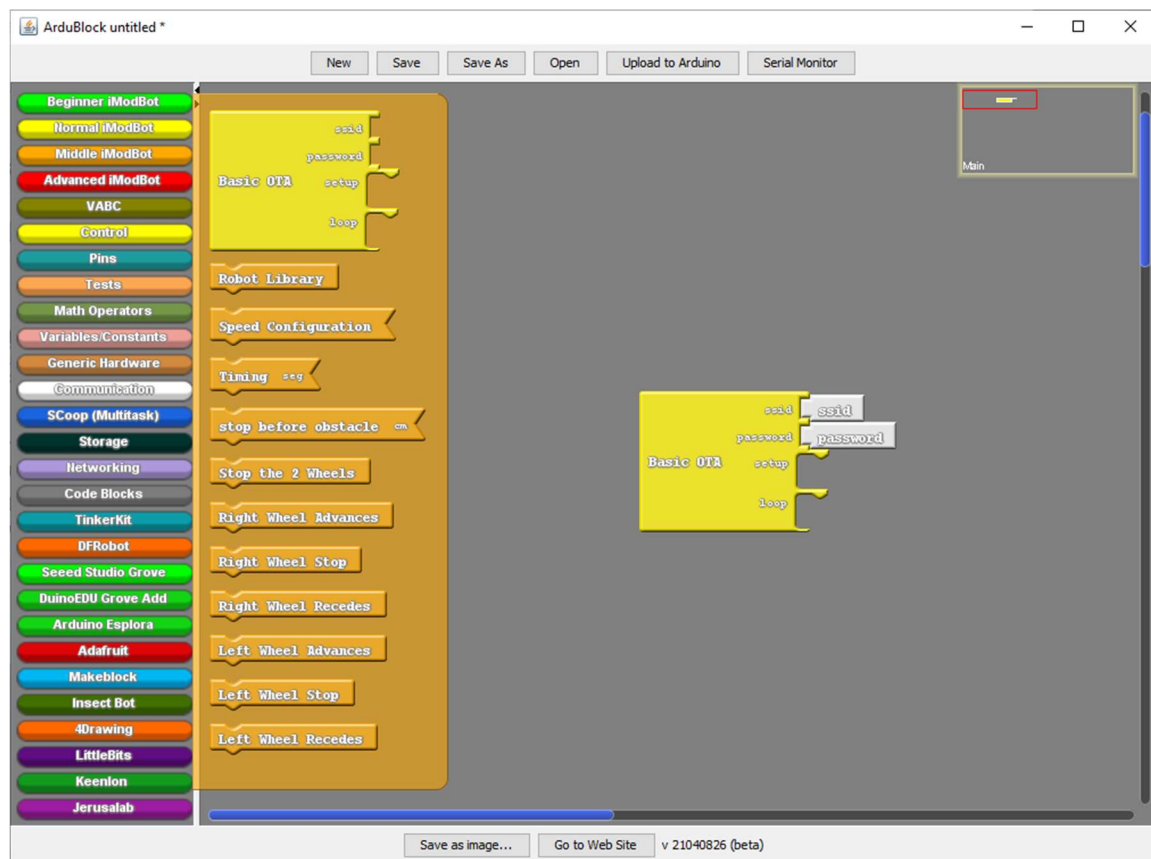 ArduBlock untitled *
New Save Save As Open Upload to Arduino Serial Monitor
Beginner iModBot
Normal iModBot
Middle iModBot
Advanced iModBot
VABC
Control
Pins
Tests
Math Operators
Variables/Constants
Generic Hardware
Communication
SCoop (Multitask)
Storage
Networking
Code Blocks
TinkerKit
DFRobot
Seeed Studio Grove
DuinoEDU Grove Add
Arduino Esplora
Adafruit
Makeblock
Insect Bot
4Drawing
LittleBits
Keenlon
Jerusalab
ssid
password
Basic OTA setup
loop
Robot Library
Speed Configuration
Timing seg
stop before obstacle cm
Stop the 2 Wheels
Right Wheel Advances
Right Wheel Stop
Right Wheel Recedes
Left Wheel Advances
Left Wheel Stop
Left Wheel Recedes
ssid ssid
password password
Basic OTA setup
loop
Main
Save as image... Go to Web Site v 21040826 (beta)